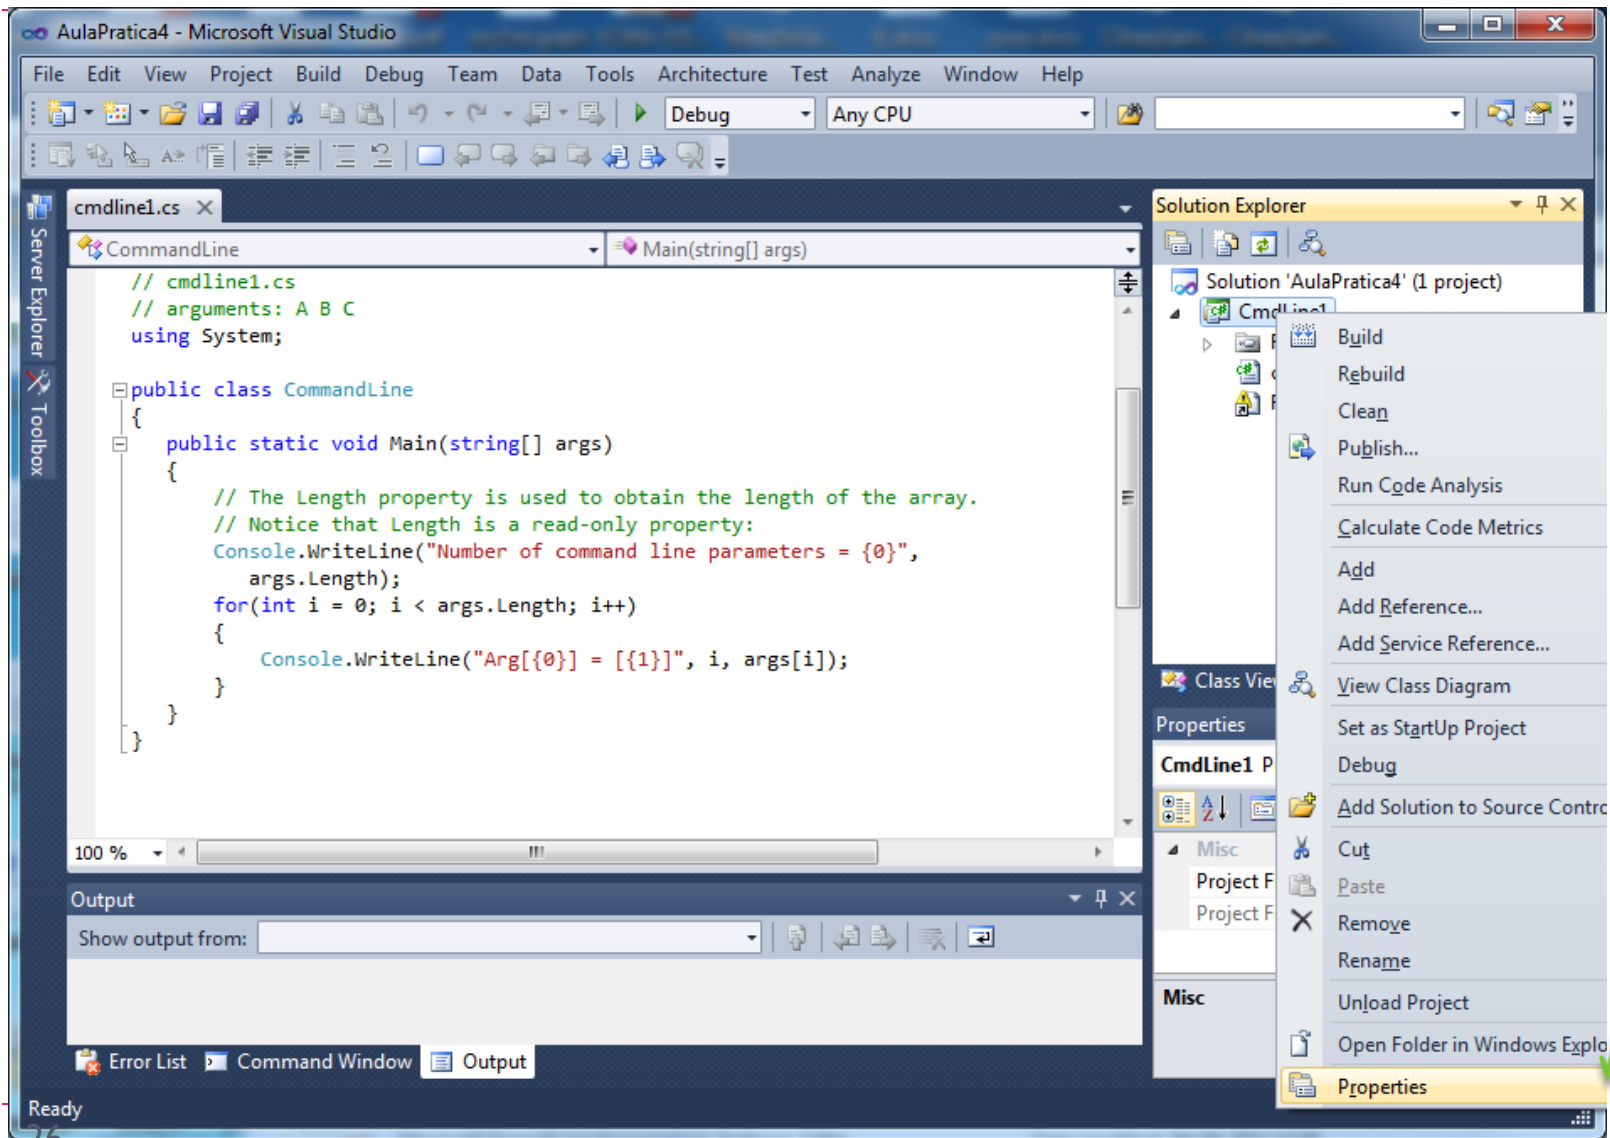 AulaPratica4 - Microsoft Visual Studio
File Edit View Project Build Debug Team Data Tools Architecture Test Analyze Window Help
Debug Any CPU
Server Explorer
Toolbox
cmdline1.cs
CommandLine Main(string[] args)
// cmdline1.cs
// arguments: A B C
using System;
public class CommandLine
{
public static void Main(string[] args)
{
// The Length property is used to obtain the length of the array.
// Notice that Length is a read-only property:
Console.WriteLine("Number of command line parameters = {0}",
args.Length);
for(int i = 0; i < args.Length; i++)
{
Console.WriteLine("Arg[{0}] = [{1}]", i, args[i]);
}
}
}
100 %
Output
Show output from:
Error List Command Window Output
Ready
Solution Explorer
Solution 'AulaPratica4' (1 project)
CmdLine1
Class View
Properties
CmdLine1 P
Misc
Project F
Project F
Misc
Build
Rebuild
Clean
Publish...
Run Code Analysis
Calculate Code Metrics
Add
Add Reference...
Add Service Reference...
View Class Diagram
Set as StartUp Project
Debug
Add Solution to Source Contro
Cut
Paste
Remove
Rename
Unload Project
Open Folder in Windows Explo
Properties